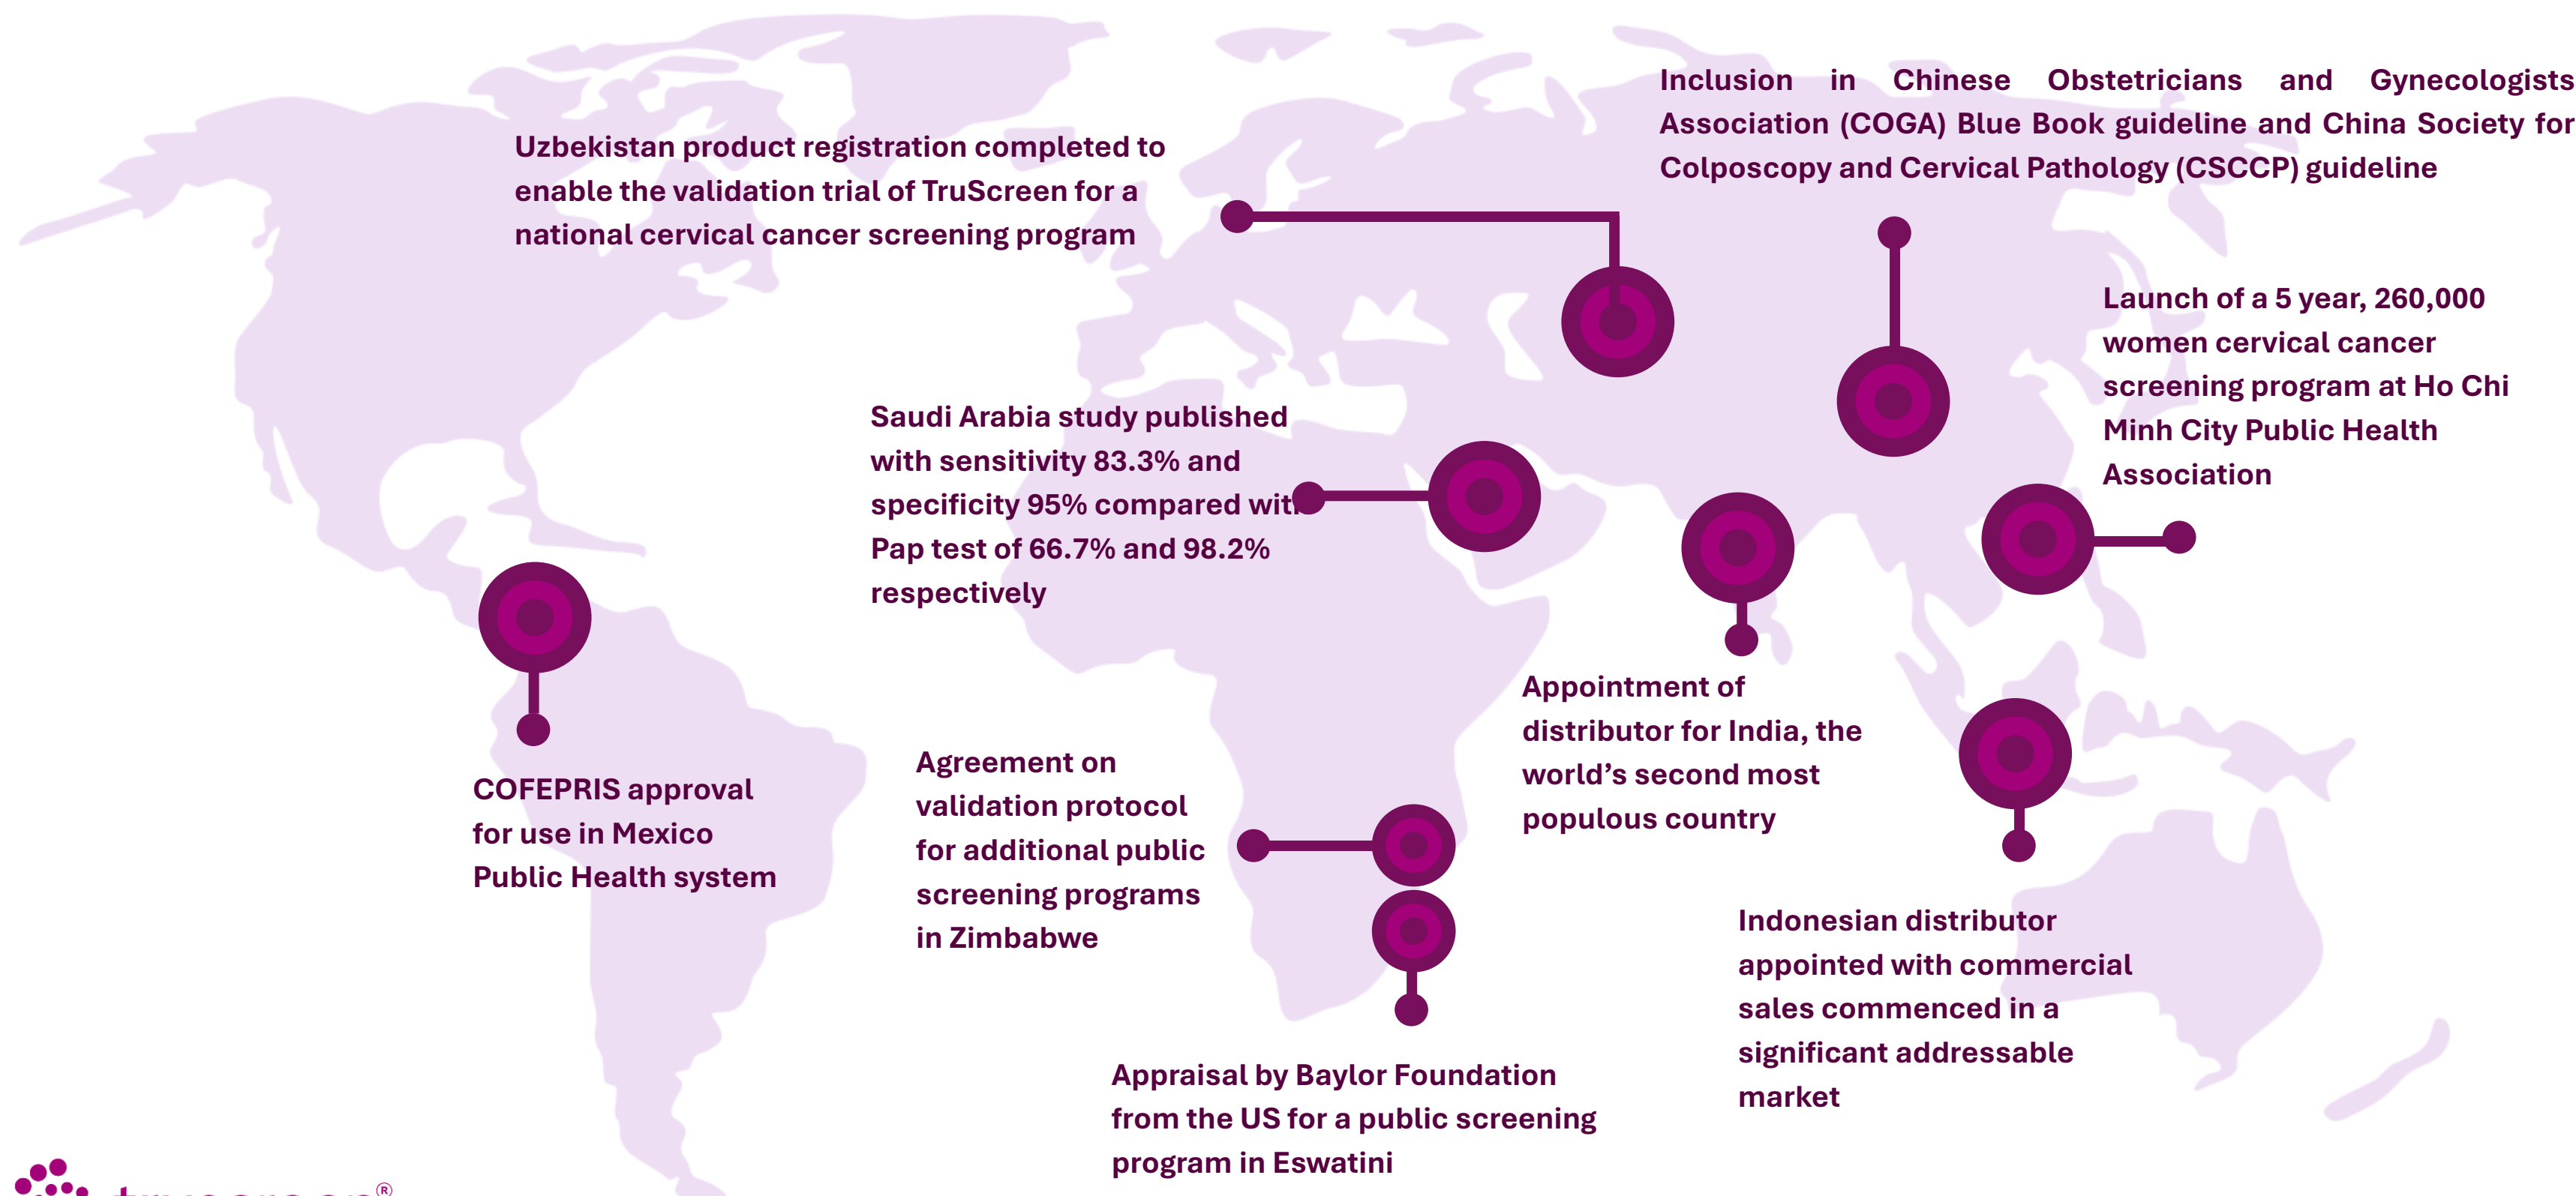 Inclusion in Chinese Obstetricians and Gynecologists
Association (COGA) Blue Book guideline and China Society for
Colposcopy and Cervical Pathology (CSCCP) guideline
Uzbekistan product registration completed to
enable the validation trial of TruScreen for a
national cervical cancer screening program
Launch of a 5 year, 260,000
women cervical cancer
screening program at Ho Chi
Minh City Public Health
Association
Saudi Arabia study published
with sensitivity 83.3% and
specificity 95% compared with
Pap test of 66.7% and 98.2%
respectively
Appointment of
distributor for India, the
world’s second most
populous country
COFEPRIS approval
for use in Mexico
Public Health system
Agreement on
validation protocol
for additional public
screening programs
in Zimbabwe
Indonesian distributor
appointed with commercial
sales commenced in a
significant addressable
market
Appraisal by Baylor Foundation
from the US for a public screening
program in Eswatini
truscreen®